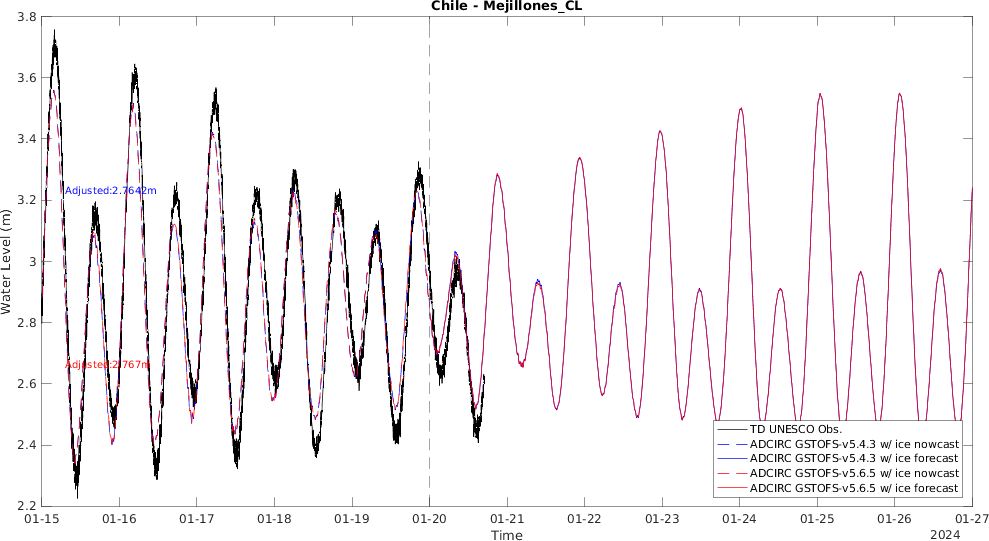 Chile - Mejillones_CL
3.8
3.6
3.4
3.2
3
2.8
2.6
2.4
2.2
Water Level (m)
Adjusted:2.7642m
Adjusted:2.767m
TD UNESCO Obs.
ADCIRC GSTOFS-v5.4.3 w/ ice nowcast
ADCIRC GSTOFS-v5.4.3 w/ ice forecast
ADCIRC GSTOFS-v5.6.5 w/ ice nowcast
ADCIRC GSTOFS-v5.6.5 w/ ice forecast
01-15 01-16 01-17 01-18 01-19 01-20 01-21 01-22 01-23 01-24 01-25 01-26 01-27
Time
2024